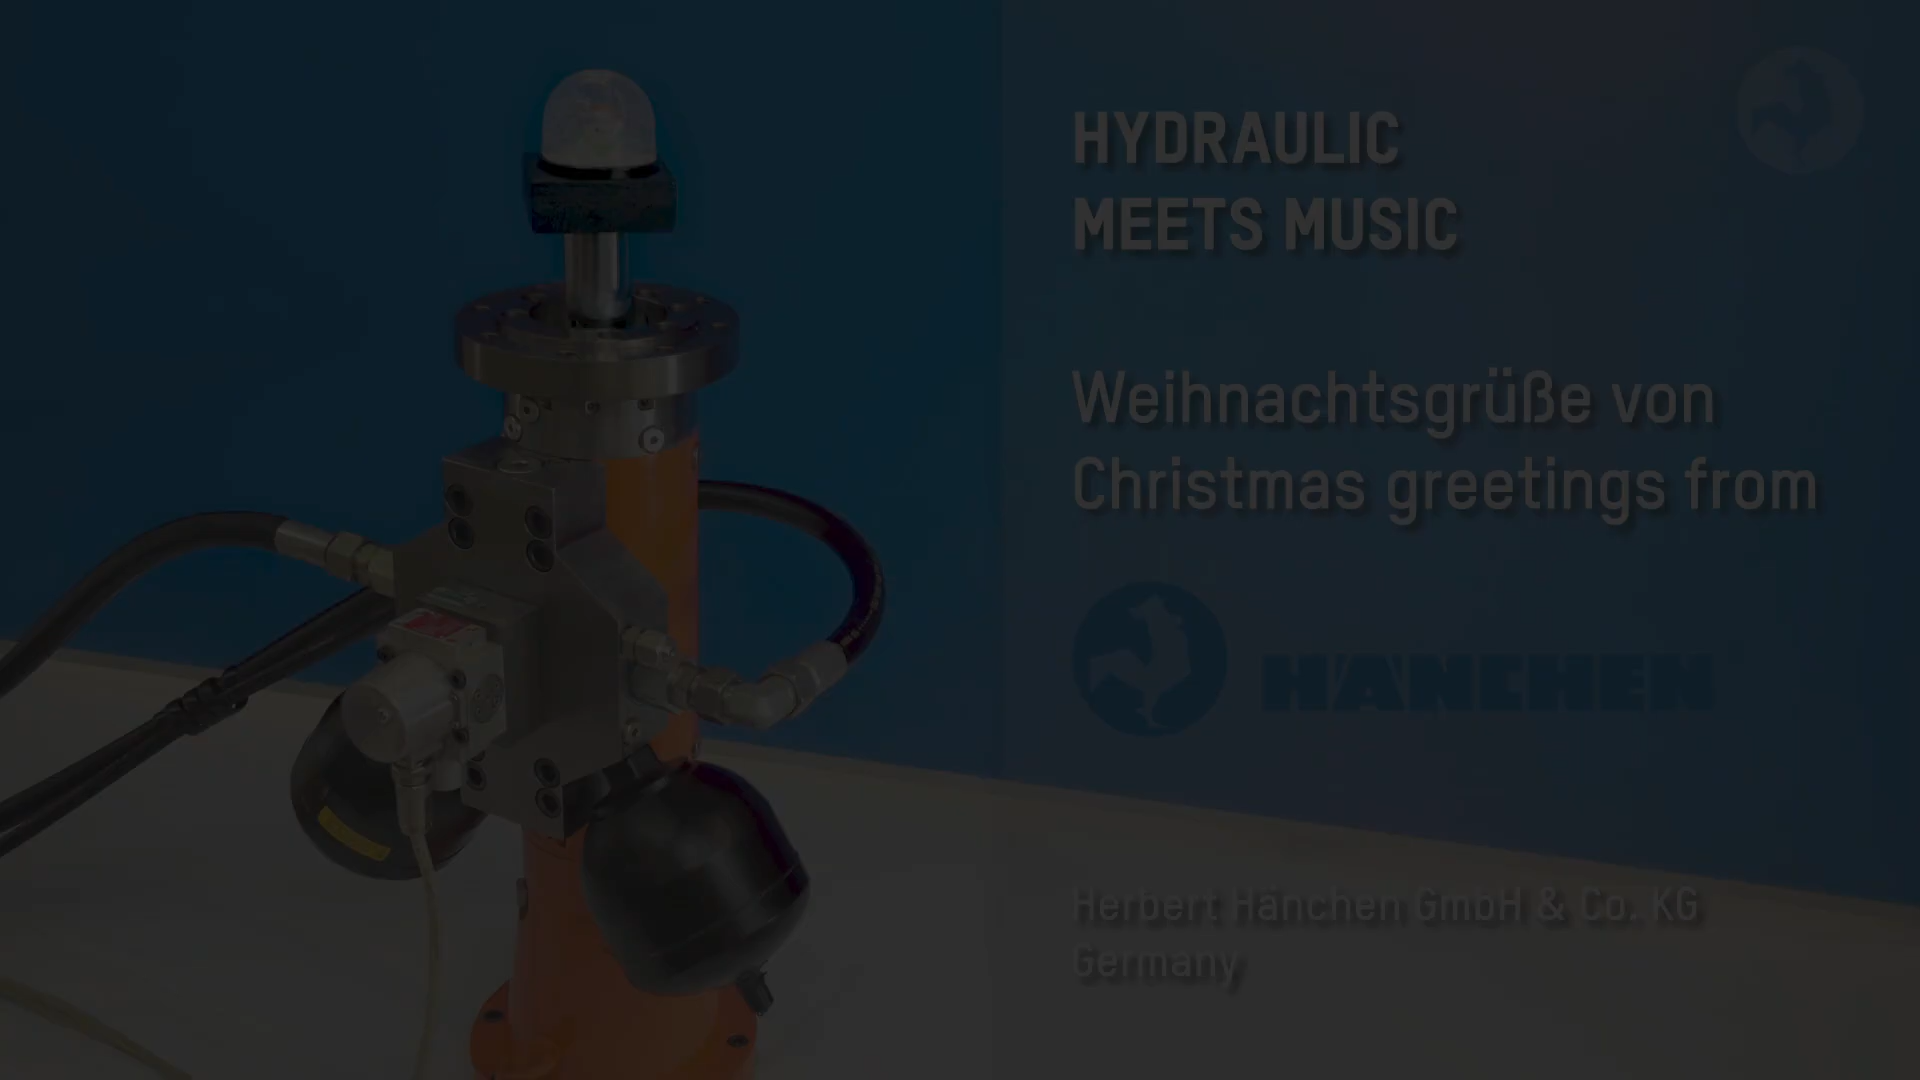 HYDRAULIC
MEETS MUSIC
Weihnachtsgrüße von
Christmas greetings from
HÄNCHEN
Herbert Hänchen GmbH & Co. KG
Germany